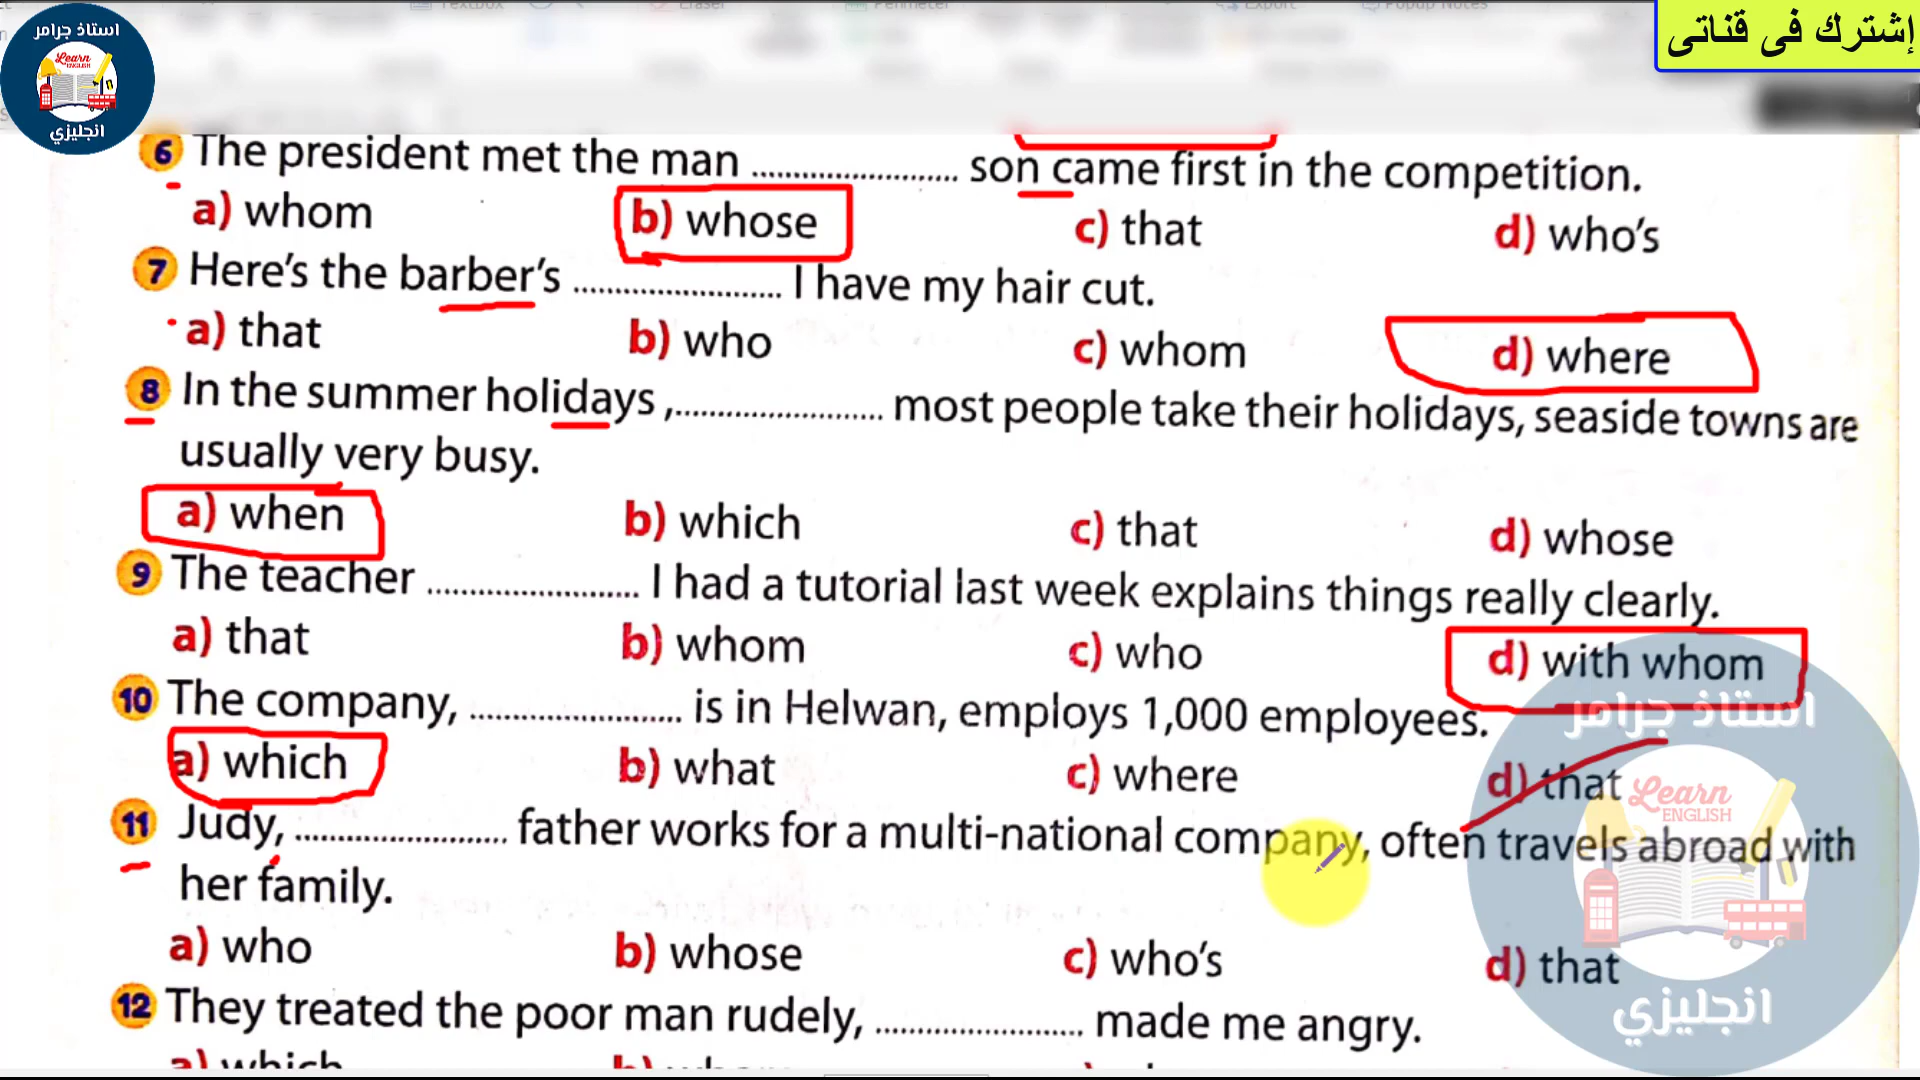 استاذ جرامر
Learn
ENGLISH
انجليزي
إشترك فى قناتى
6 The president met the man ........................ son came first in the competition.
a) whom b) whose c) that d) who's
7 Here's the barber's ........................ I have my hair cut.
a) that b) who c) whom d) where
8 In the summer holidays ,........................ most people take their holidays, seaside towns are
usually very busy.
a) when b) which c) that d) whose
9 The teacher ........................ I had a tutorial last week explains things really clearly.
a) that b) whom c) who d) with whom
10 The company, ........................ is in Helwan, employs 1,000 employees.
a) which b) what c) where d) that
11 Judy, ........................ father works for a multi-national company, often travels abroad with
her family.
a) who b) whose c) who's d) that
12 They treated the poor man rudely, ........................ made me angry.
a) which
استاذ جرامر
Learn
ENGLISH
انجليزي